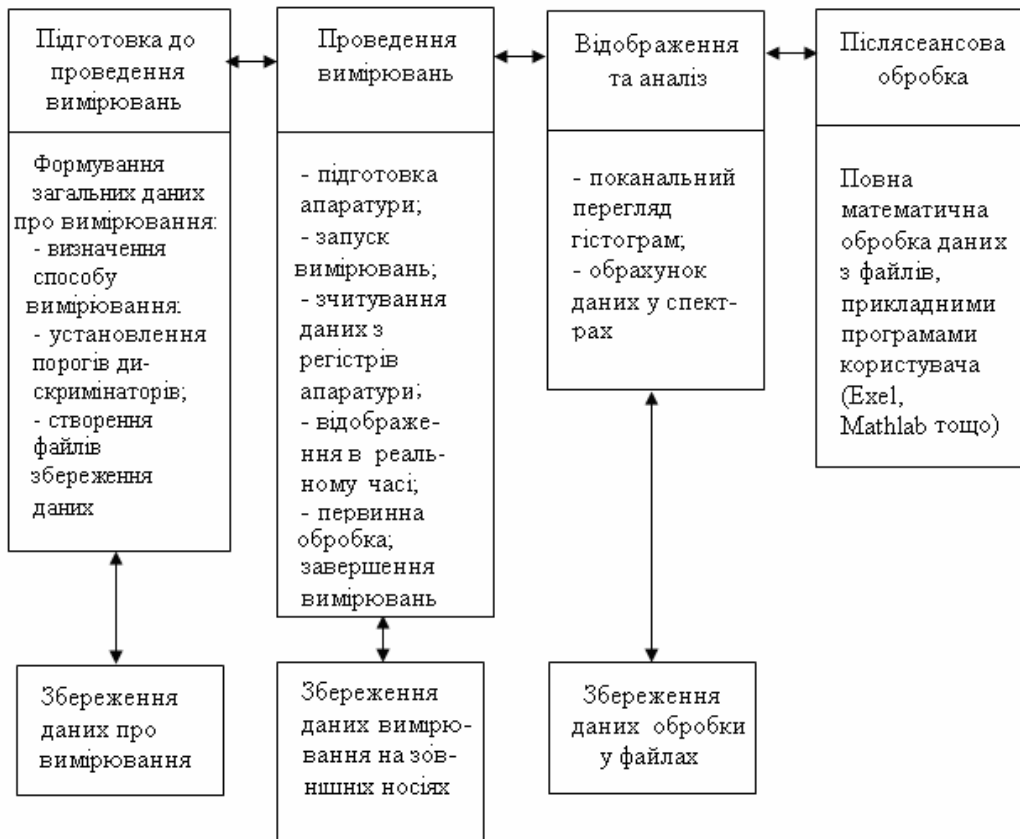 Підготовка до
проведення
вимірювань
Формування
загальних даних
про вимірювання:
- визначення
способу
вимірювання:
- установлення
порогів ди-
скримінаторів;
- створення
файлів
збереження
даних
Збереження
даних про
вимірювання
Проведення
вимірювань
- підготовка
апаратури;
- запуск
вимірювань;
- зчитування
даних з
регістрів
апаратури;
- відображе-
ння в реаль-
ному часі;
- первинна
обробка;
завершення
вимірювань
Збереження
даних вимірю-
вання на зов-
нішніх носіях
Відображення
та аналіз
- поканальний
перегляд
гістограм;
- обрахунок
даних у спект-
рах
Збереження
даних обробки
у файлах
Післясеансова
обробка
Повна
математична
обробка даних
з файлів,
прикладними
програмами
користувача
(Exel,
Mathlab тощо)